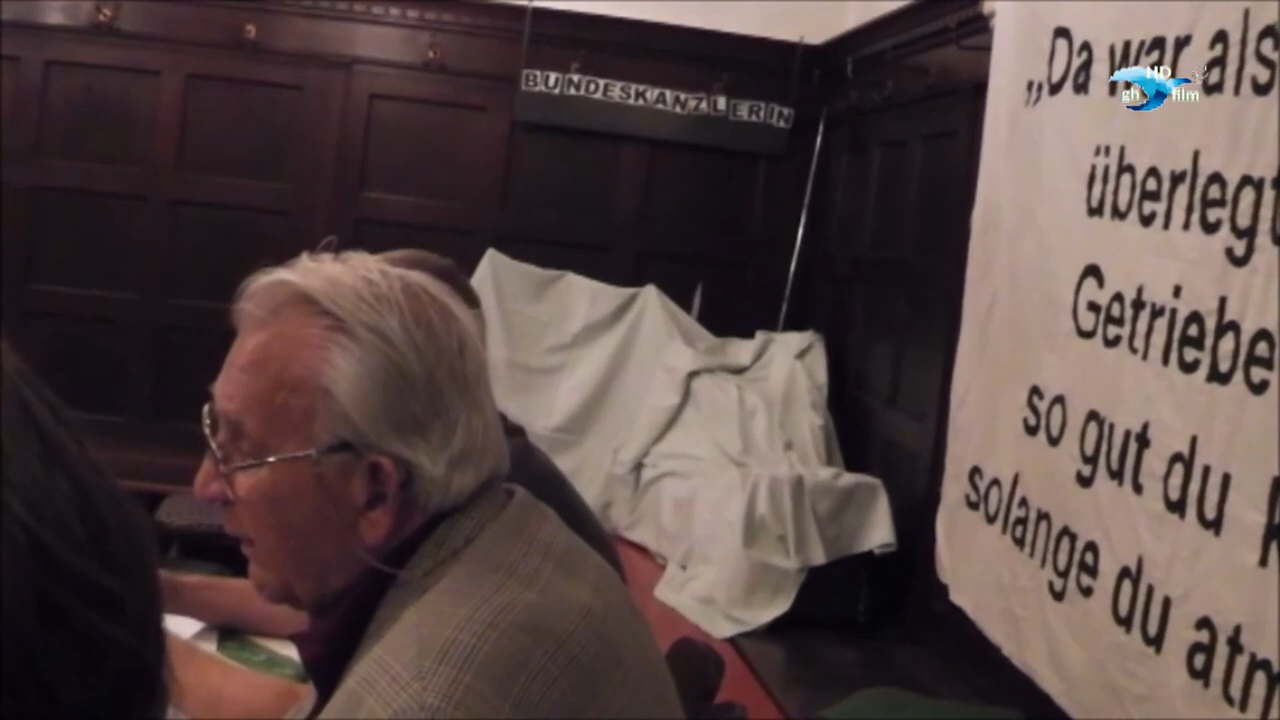 BUNDESKANZLERIN
„Da war als
überlegt
Getriebe
so gut du
solange du atm
HD
gh film